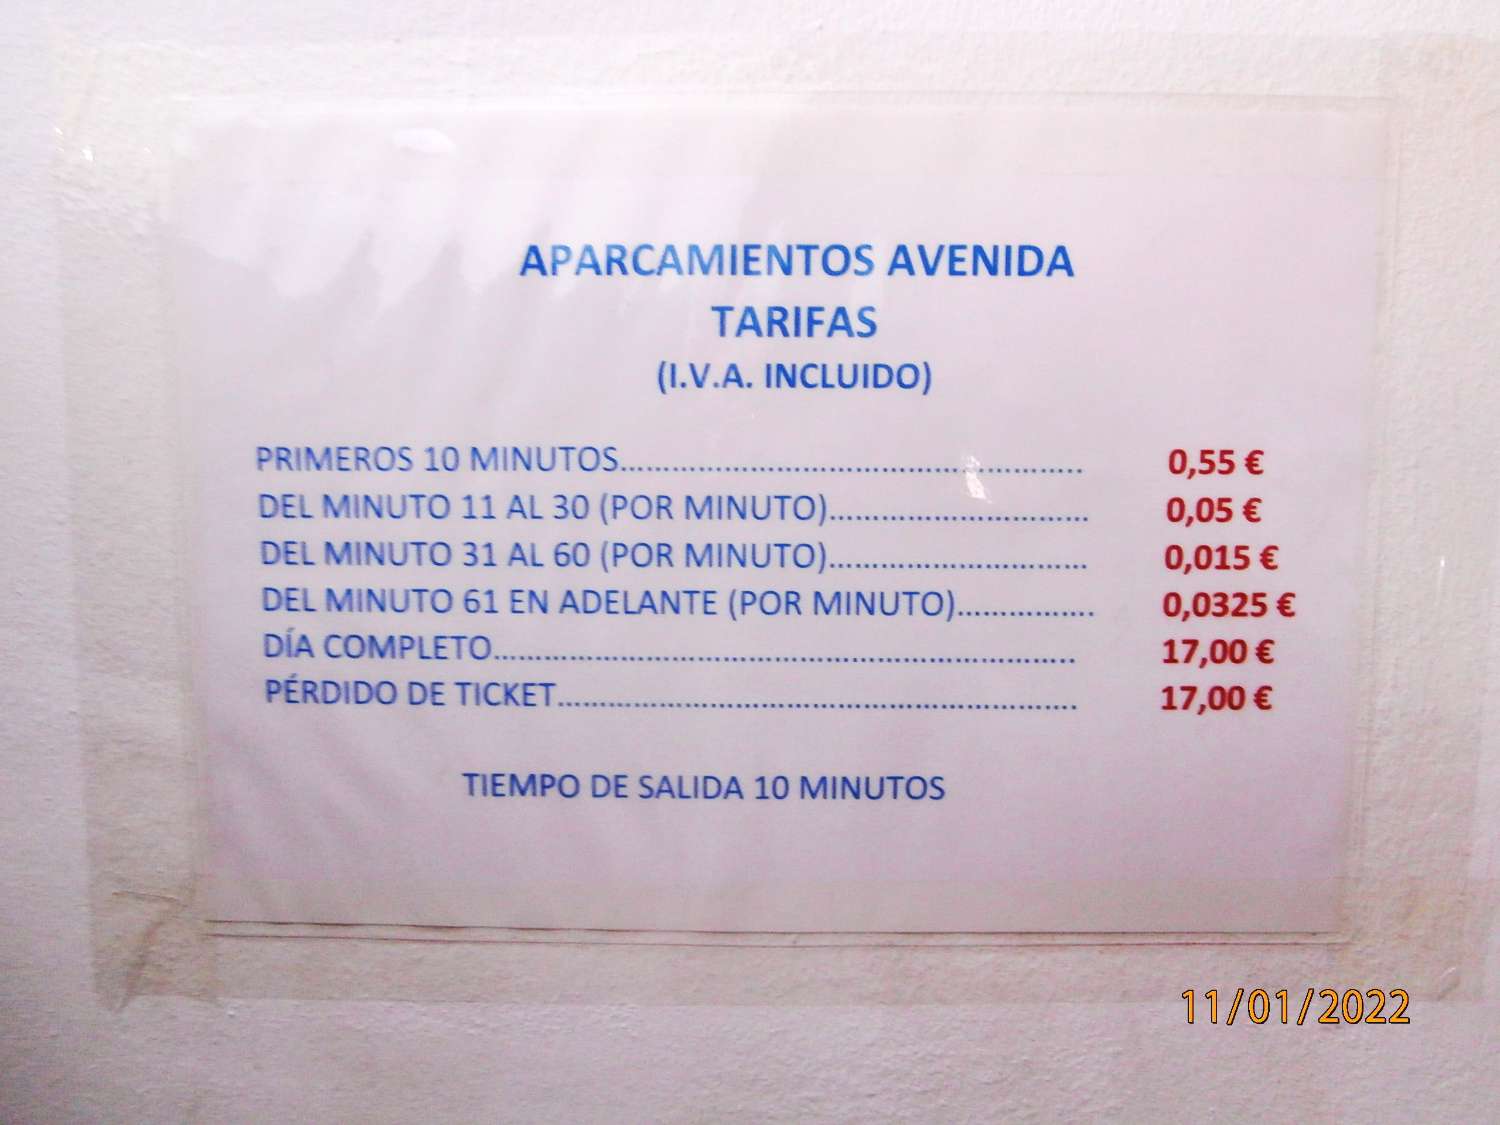 APARCAMIENTOS AVENIDA
TARIFAS
(I.V.A. INCLUIDO)
PRIMEROS 10 MINUTOS........................................................ 0,55 €
DEL MINUTO 11 AL 30 (POR MINUTO).............................. 0,05 €
DEL MINUTO 31 AL 60 (POR MINUTO).............................. 0,015 €
DEL MINUTO 61 EN ADELANTE (POR MINUTO)................ 0,0325 €
DÍA COMPLETO...................................................................... 17,00 €
PÉRDIDO DE TICKET.............................................................. 17,00 €
TIEMPO DE SALIDA 10 MINUTOS
11/01/2022